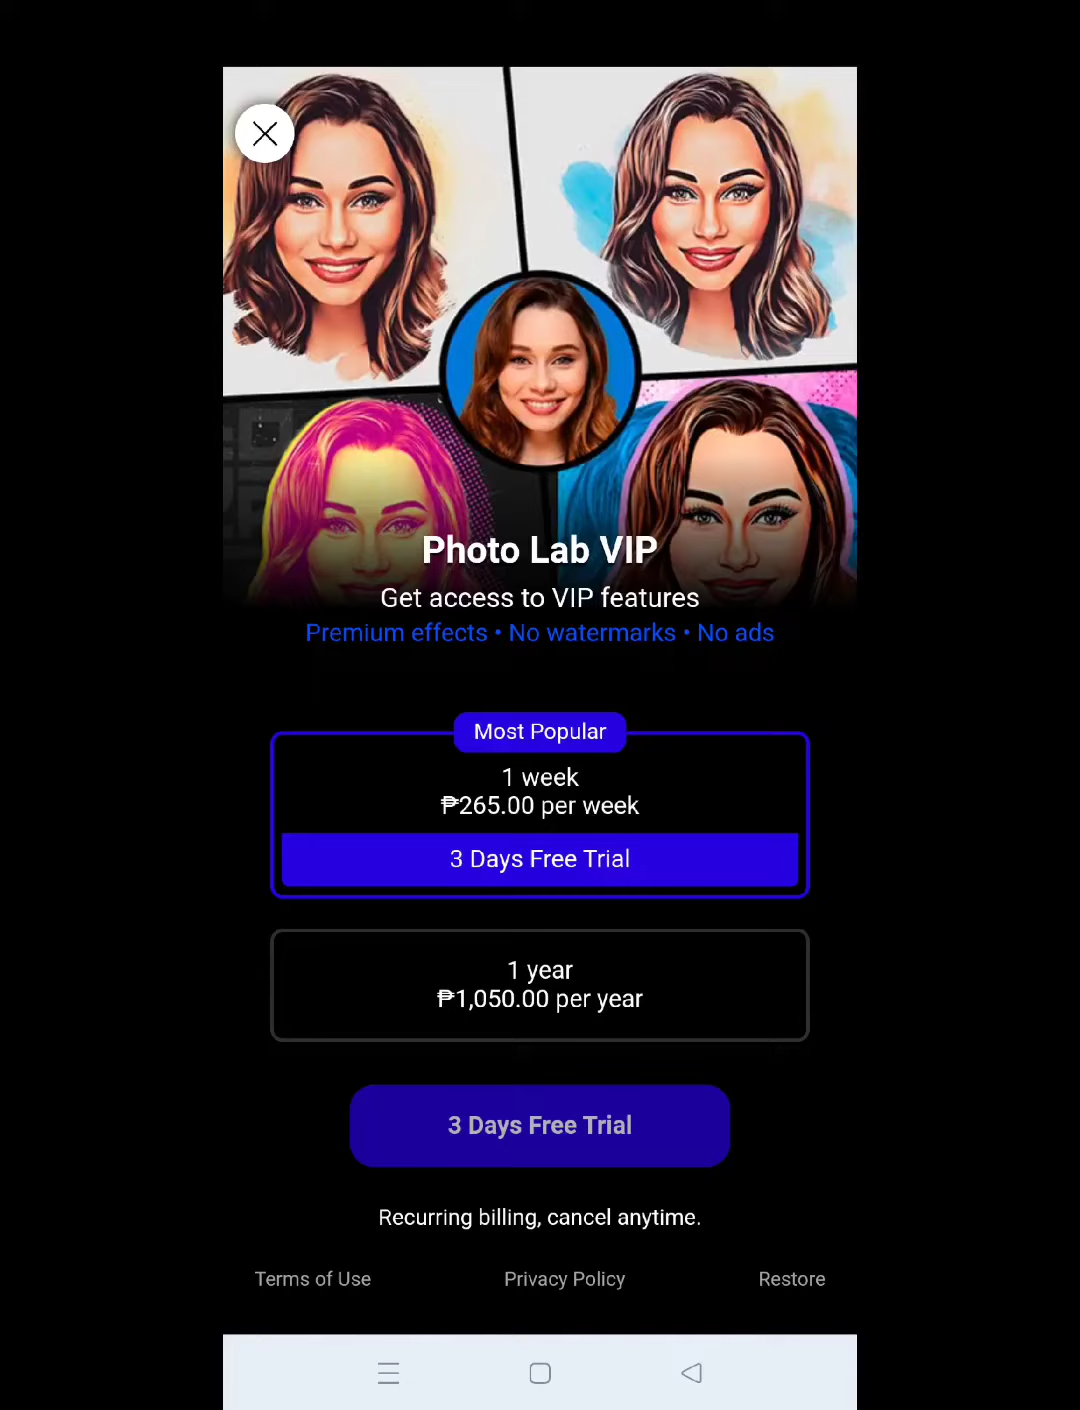 Photo Lab VIP
Get access to VIP features
Premium effects • No watermarks • No ads
Most Popular
1 week
₱265.00 per week
3 Days Free Trial
1 year
₱1,050.00 per year
3 Days Free Trial
Recurring billing, cancel anytime.
Terms of Use
Privacy Policy
Restore